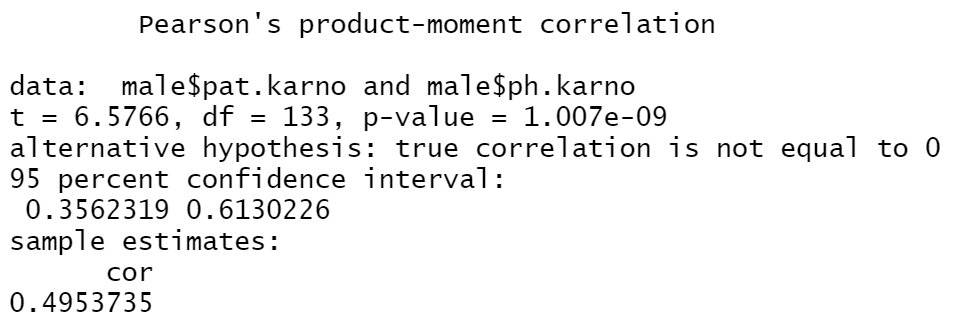 Pearson's product-moment correlation
data:  male$pat.karno and male$ph.karno
t = 6.5766, df = 133, p-value = 1.007e-09
alternative hypothesis: true correlation is not equal to 0
95 percent confidence interval:
0.3562319 0.6130226
sample estimates:
cor
0.4953735